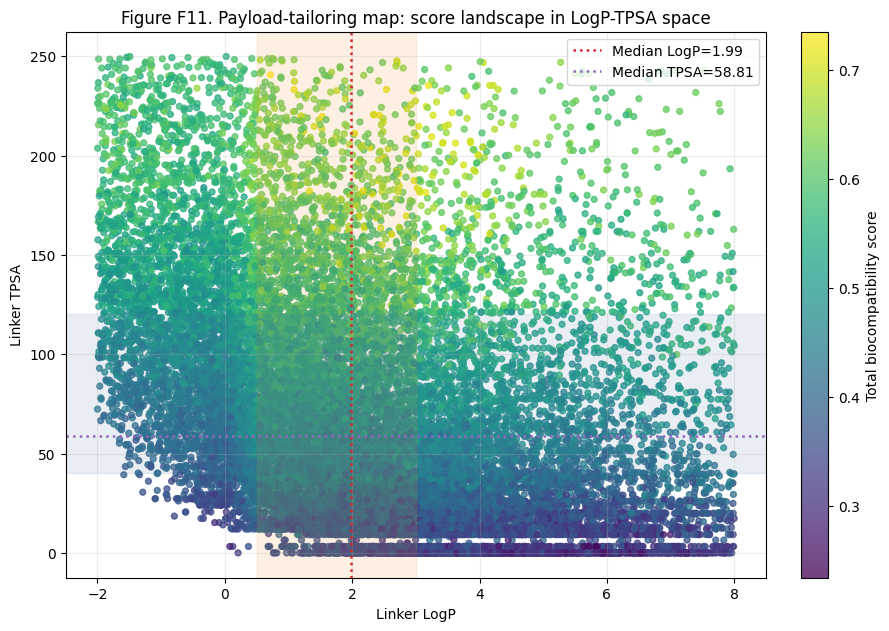 Figure F11. Payload-tailoring map: score landscape in LogP-TPSA space
Median LogP=1.99
Median TPSA=58.81
250
200
150
100
50
0
Linker TPSA
−2
0
2
4
6
8
Linker LogP
0.7
0.6
0.5
0.4
0.3
Total biocompatibility score